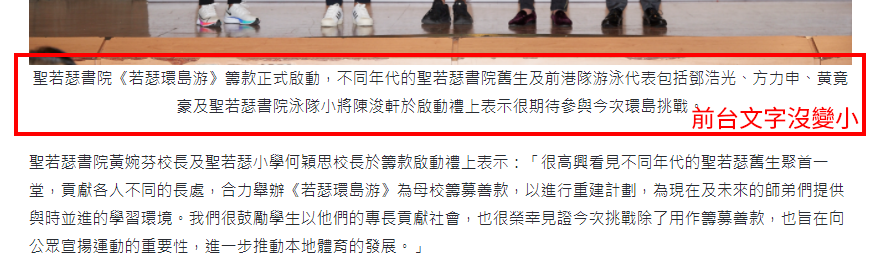 聖若瑟書院《若瑟環島游》籌款正式啟動，不同年代的聖若瑟書院舊生及前港隊游泳代表包括鄧浩光、方力申、黃竟
豪及聖若瑟書院泳隊小將陳浚軒於啟動禮上表示很期待參與今次環島挑戰。
前台文字沒變小
聖若瑟書院黃婉芬校長及聖若瑟小學何穎思校長於籌款啟動禮上表示：「很高興看見不同年代的聖若瑟舊生聚首一
堂，貢獻各人不同的長處，合力舉辦《若瑟環島游》為母校籌募善款，以進行重建計劃，為現在及未來的師弟們提供
與時並進的學習環境。我們很鼓勵學生以他們的專長貢獻社會，也很榮幸見證今次挑戰除了用作籌募善款，也旨在向
公眾宣揚運動的重要性，進一步推動本地體育的發展。」